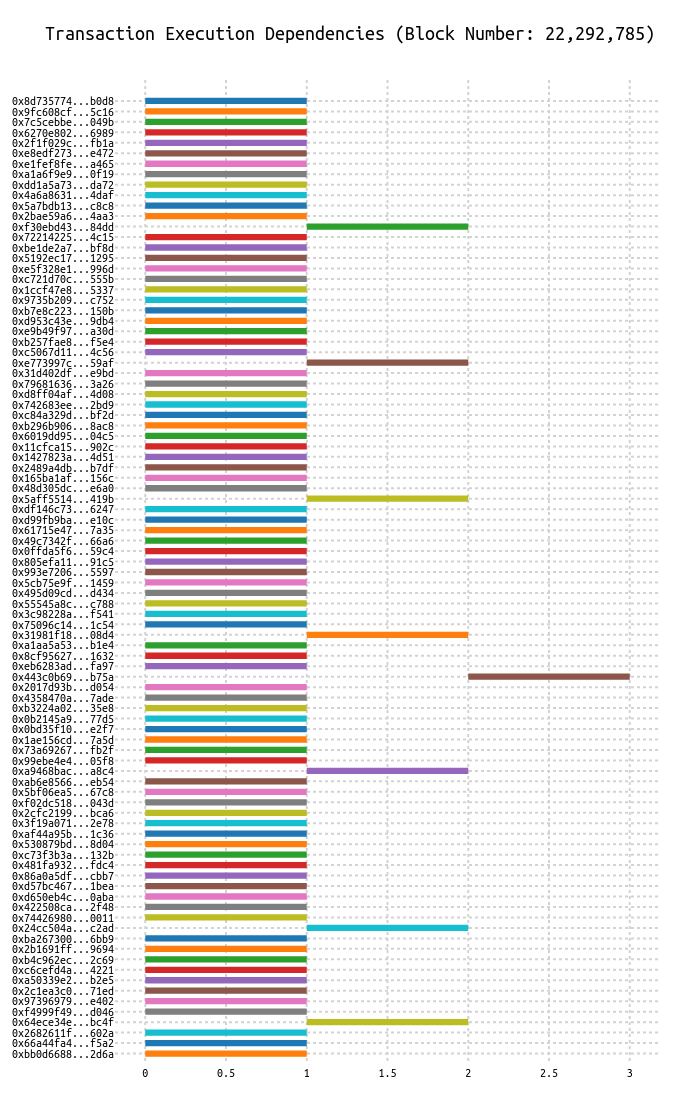 Transaction Execution Dependencies (Block Number: 22,292,785)
0x8d735774...b0d8
0x9fc608cf...5c16
0x7c5cebbe...049b
0x6270e802...6989
0x2f1f029c...fb1a
0xe8edf273...e472
0xe1fef8fe...a465
0xa1a6f9e9...0f19
0xdd1a5a73...da72
0x4a6a8631...4daf
0x5a7bdb13...c8c8
0x2bae59a6...4aa3
0xf30ebd43...84dd
0x72214225...4c15
0xbe1de2a7...bf8d
0x5192ec17...1295
0xe5f328e1...996d
0xc721d70c...555b
0x1ccf47e8...5337
0x9735b209...c752
0xb7e8c223...150b
0xd953c43e...9db4
0xe9b49f97...a30d
0xb257fae8...f5e4
0xc5067d11...4c56
0xe773997c...59af
0x31d402df...e9bd
0x79681636...3a26
0xd8ff04af...4d08
0x742683ee...2bd9
0xc84a329d...bf2d
0xb296b906...8ac8
0x6019dd95...04c5
0x11cfca15...902c
0x1427823a...4d51
0x2489a4db...b7df
0x165ba1af...156c
0x48d305dc...e6a0
0x5aff5514...419b
0xdf146c73...6247
0xd99fb9ba...e10c
0x61715e47...7a35
0x49c7342f...66a6
0x0ffda5f6...59c4
0x805efa11...91c5
0x993e7206...5597
0x5cb75e9f...1459
0x495d09cd...d434
0x55545a8c...c788
0x3c98228a...f541
0x75096c14...1c54
0x31981f18...08d4
0xa1aa5a53...b1e4
0x8cf95627...1632
0xeb6283ad...fa97
0x443c0b69...b75a
0x2017d93b...d054
0x4358470a...7ade
0xb3224a02...35e8
0x0b2145a9...77d5
0x0bd35f10...e2f7
0x1ae156cd...7a5d
0x73a69267...fb2f
0x99ebe4e4...05f8
0xa9468bac...a8c4
0xab6e8566...eb54
0x5bf06ea5...67c8
0xf02dc518...043d
0x2cfc2199...bca6
0x3f19a071...2e78
0xaf44a95b...1c36
0x530879bd...8d04
0xc73f3b3a...132b
0x481fa932...fdc4
0x86a0a5df...cbb7
0xd57bc467...1bea
0xd650eb4c...0aba
0x422508ca...2f48
0x74426980...0011
0x24cc504a...c2ad
0xba267300...6bb9
0x2b1691ff...9694
0xb4c962ec...2c69
0xc6cefd4a...4221
0xa50339e2...b2e5
0x2c1ea3c0...71ed
0x97396979...e402
0xf4999f49...d046
0x64ece34e...bc4f
0x2682611f...602a
0x66a44fa4...f5a2
0xbb0d6688...2d6a
0 0.5 1 1.5 2 2.5 3